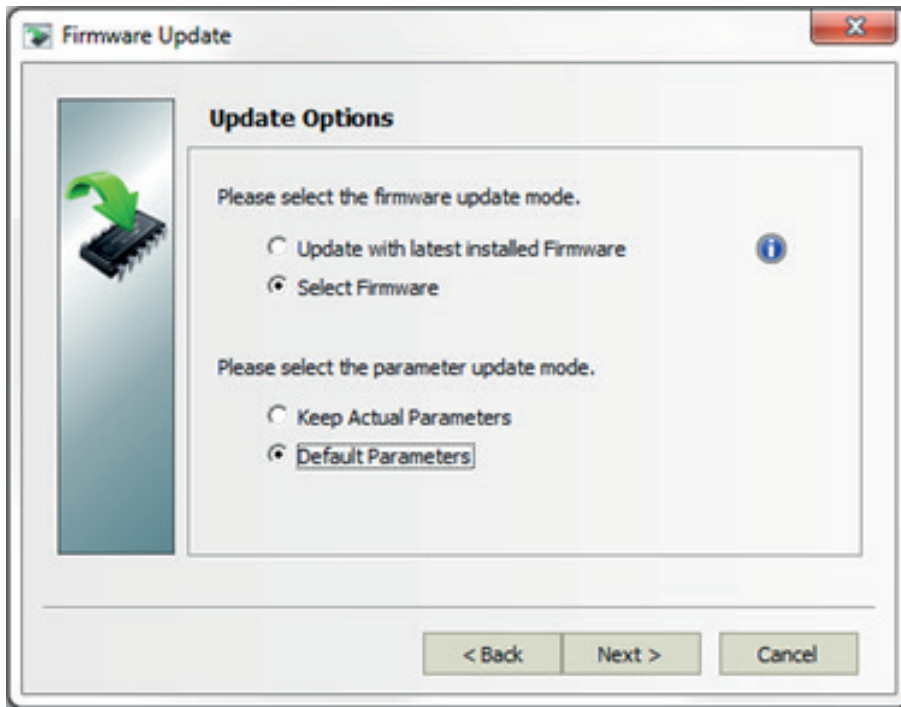 Firmware Update
Update Options
Please select the firmware update mode.
Update with latest installed Firmware
Select Firmware
Please select the parameter update mode.
Keep Actual Parameters
Default Parameters
< Back
Next >
Cancel